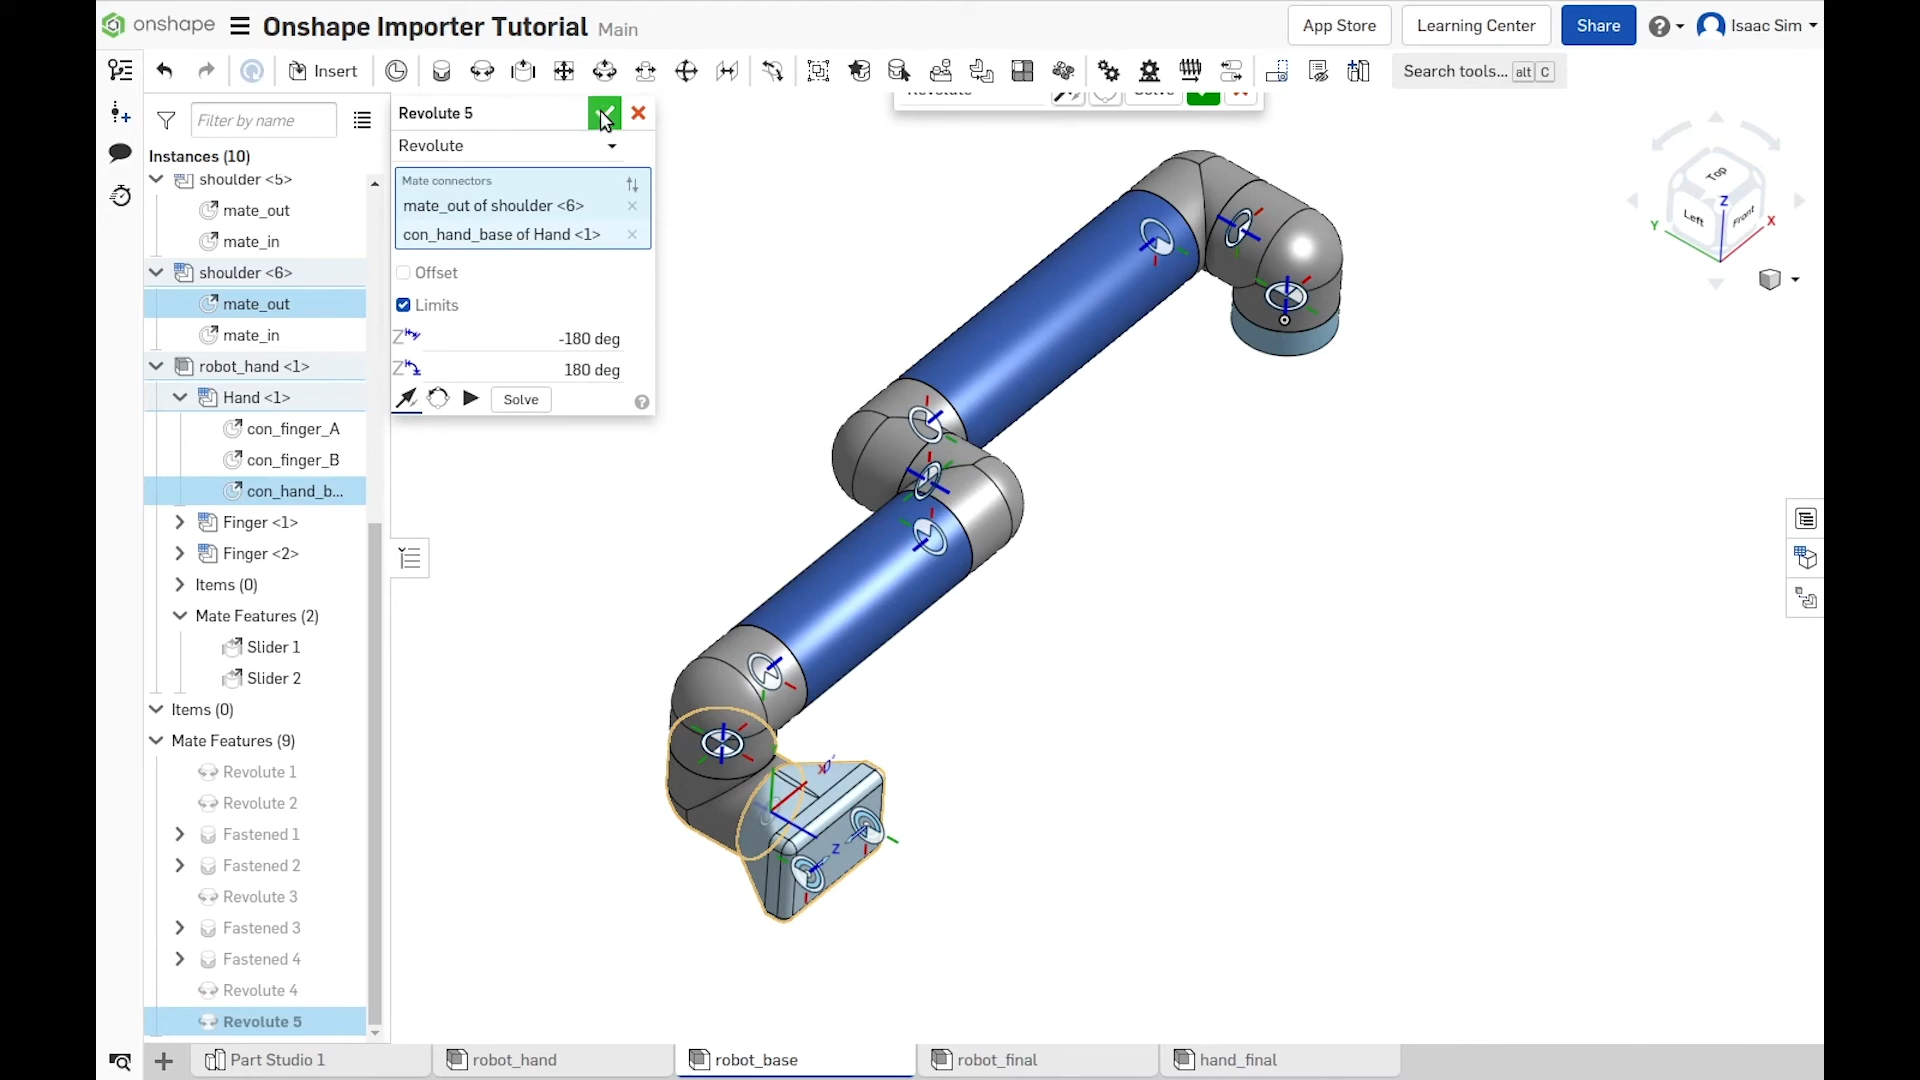 onshape
Onshape Importer Tutorial Main
App Store
Learning Center
Share
Isaac Sim
Insert
Search tools... alt C
Filter by name
Instances (10)
shoulder <5>
mate_out
mate_in
shoulder <6>
mate_out
mate_in
robot_hand <1>
Hand <1>
con_finger_A
con_finger_B
con_hand_b...
Finger <1>
Finger <2>
Items (0)
Mate Features (2)
Slider 1
Slider 2
Items (0)
Mate Features (9)
Revolute 1
Revolute 2
Fastened 1
Fastened 2
Revolute 3
Fastened 3
Fastened 4
Revolute 4
Revolute 5
Revolute 5
Revolute
Mate connectors
mate_out of shoulder <6>
con_hand_base of Hand <1>
Offset
Limits
Z -180 deg
Z 180 deg
Solve
Revolute
Solve
Top
Left
Front
Z
Y
X
X
Z
Part Studio 1
robot_hand
robot_base
robot_final
hand_final